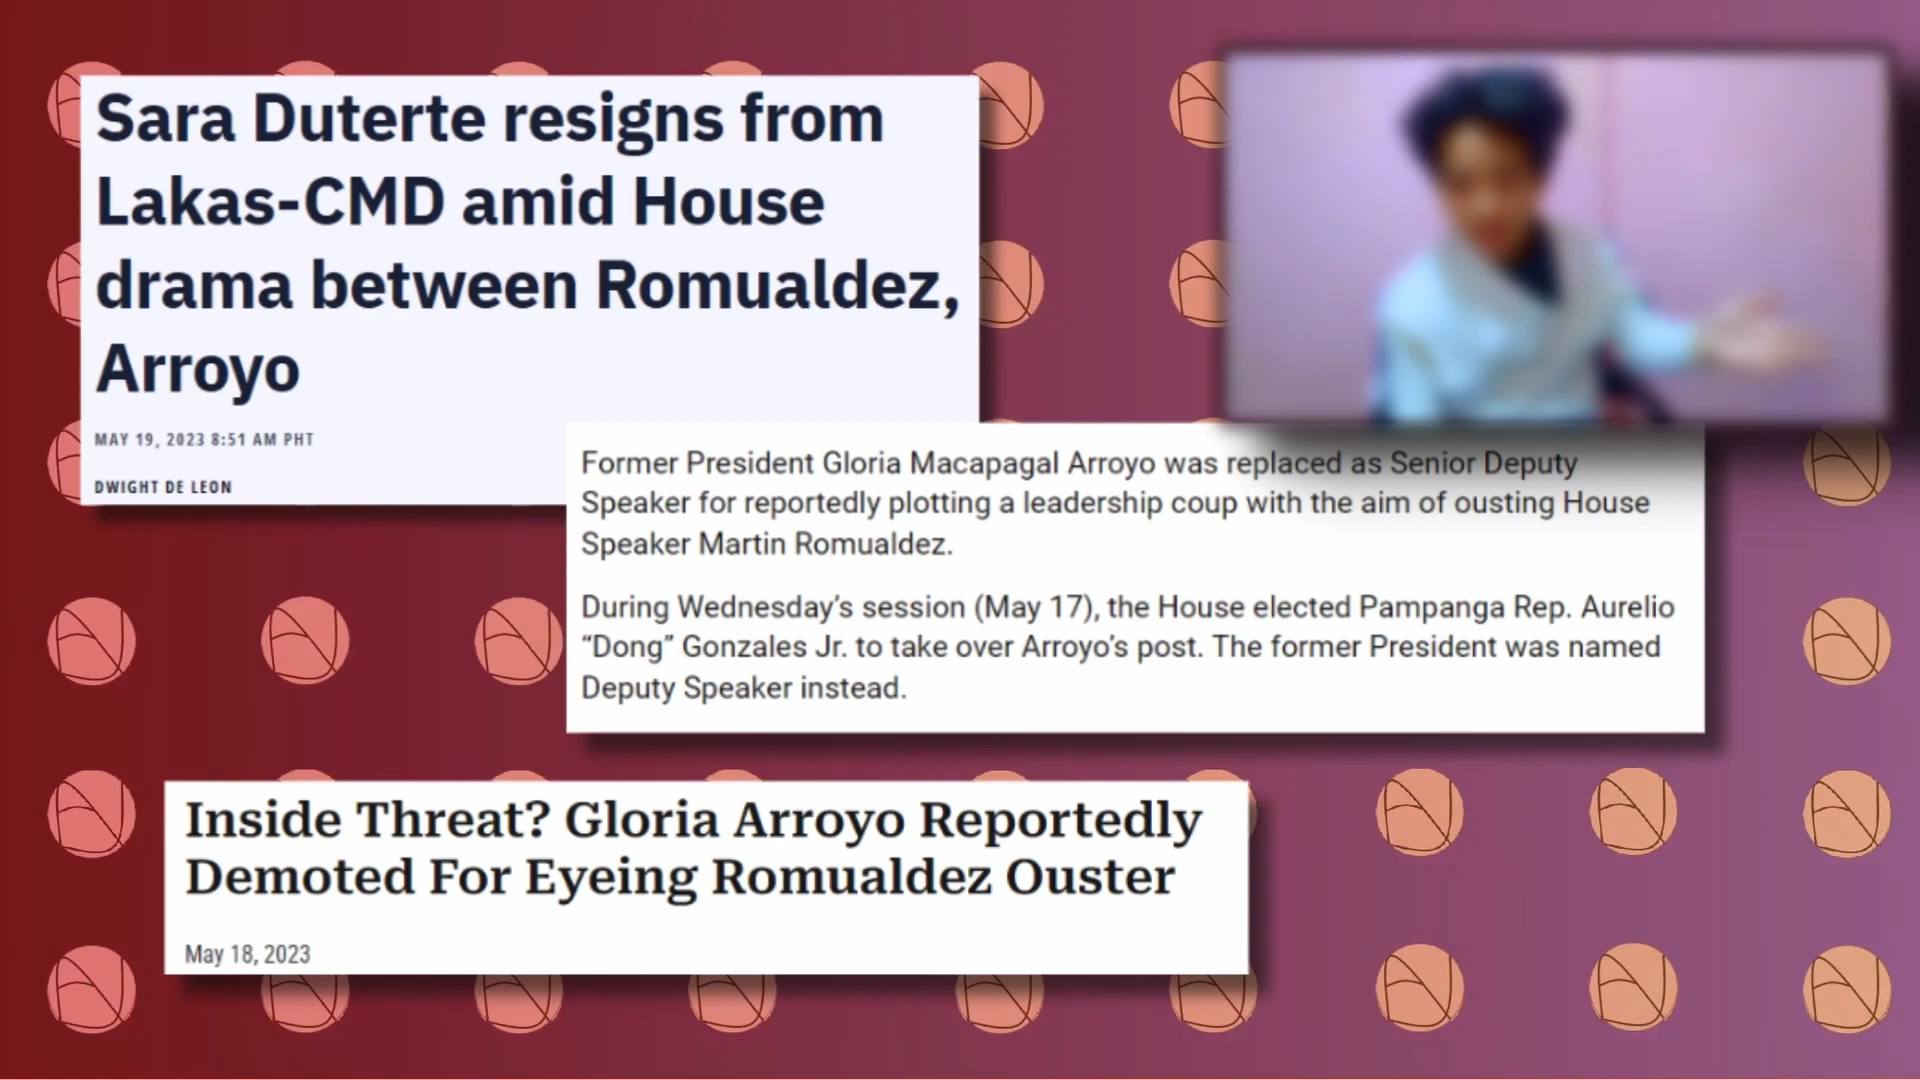 Sara Duterte resigns from
Lakas-CMD amid House
drama between Romualdez,
Arroyo
MAY 19, 2023 8:51 AM PHT
DWIGHT DE LEON
Former President Gloria Macapagal Arroyo was replaced as Senior Deputy
Speaker for reportedly plotting a leadership coup with the aim of ousting House
Speaker Martin Romualdez.
During Wednesday’s session (May 17), the House elected Pampanga Rep. Aurelio
“Dong” Gonzales Jr. to take over Arroyo’s post. The former President was named
Deputy Speaker instead.
Inside Threat? Gloria Arroyo Reportedly
Demoted For Eyeing Romualdez Ouster
May 18, 2023